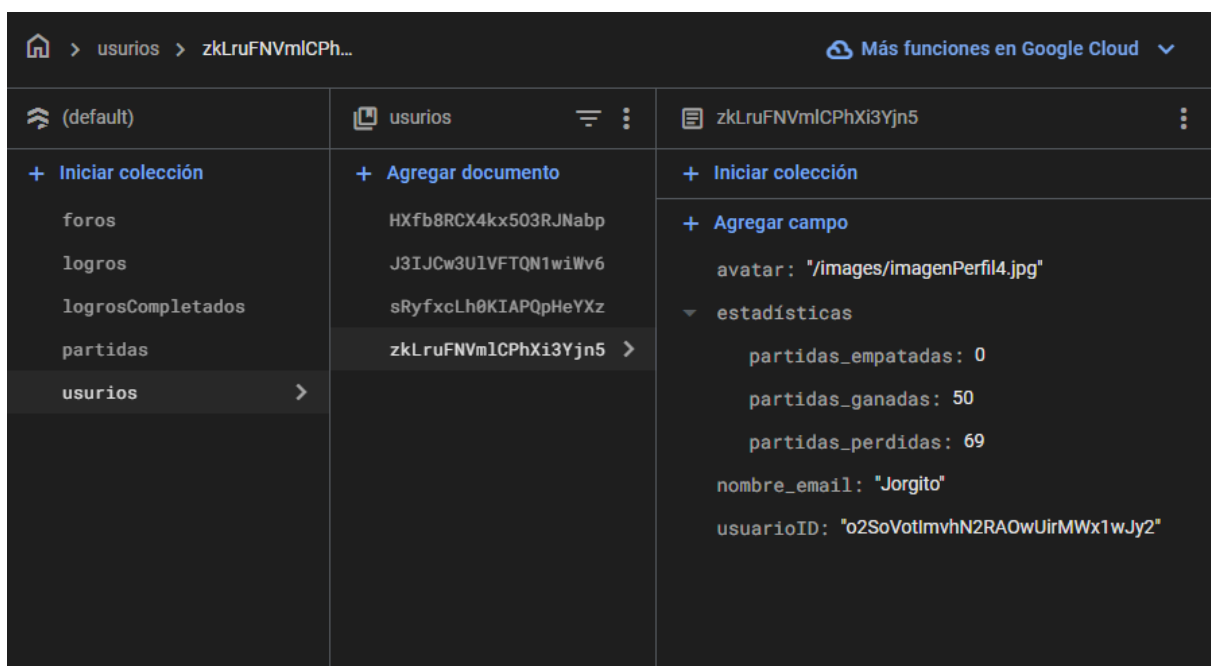 usurios > zkLruFNVmlCPh...
Más funciones en Google Cloud
(default)
usurios
zkLruFNVmlCPhXi3Yjn5
+ Iniciar colección
+ Agregar documento
+ Iniciar colección
foros
logros
logrosCompletados
partidas
usurios
HXfb8RCX4kx5O3RJNabp
J3IJCw3UlVFTQN1wiWv6
sRyfxcLh0KIAPQpHeYXz
zkLruFNVmlCPhXi3Yjn5
+ Agregar campo
avatar: "/images/imagenPerfil4.jpg"
estadísticas
partidas_empatadas: 0
partidas_ganadas: 50
partidas_perdidas: 69
nombre_email: "Jorgito"
usuarioID: "o2SoVotImvhN2RAOwUirMWx1wJy2"